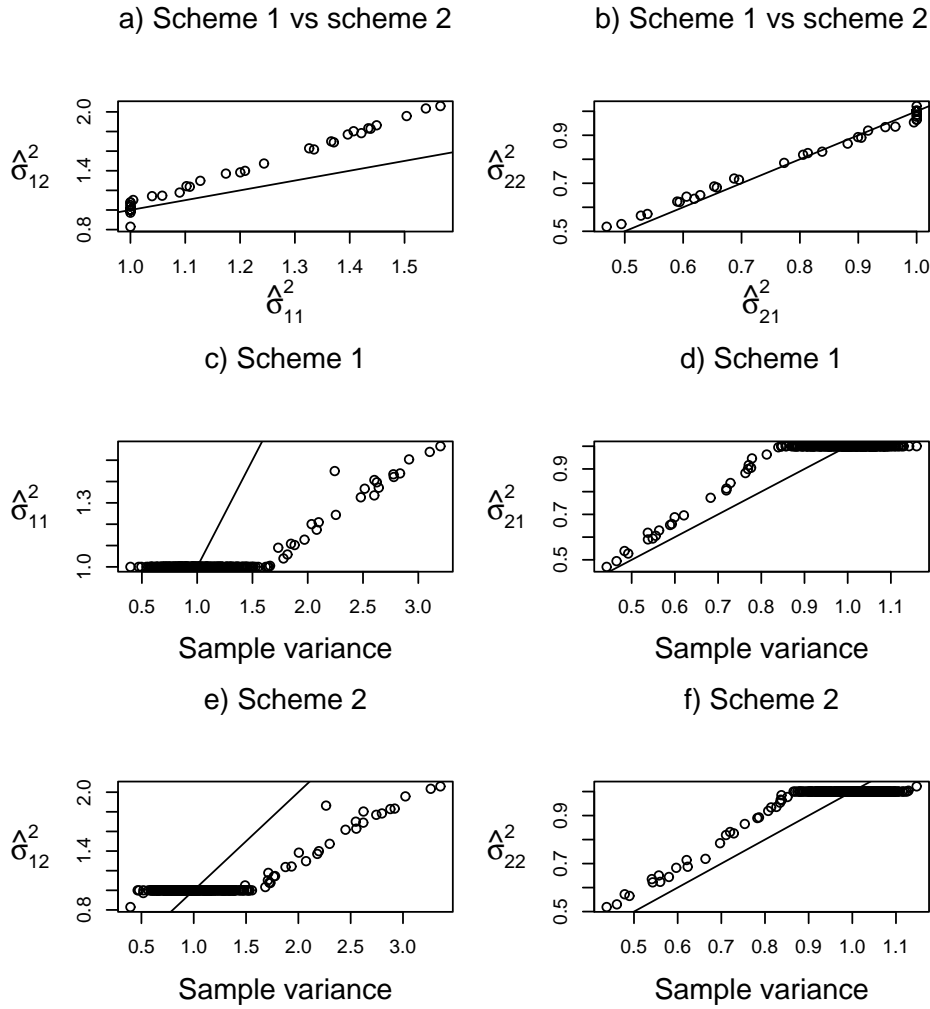 a) Scheme 1 vs scheme 2
b) Scheme 1 vs scheme 2
0.8 1.4 2.0
σ̂²₁₂
1.0 1.1 1.2 1.3 1.4 1.5
σ̂²₁₁
0.5 0.7 0.9
σ̂²₂₂
0.5 0.6 0.7 0.8 0.9 1.0
σ̂²₂₁
c) Scheme 1
d) Scheme 1
1.0 1.3
σ̂²₁₁
0.5 1.0 1.5 2.0 2.5 3.0
Sample variance
0.5 0.7 0.9
σ̂²₂₁
0.5 0.6 0.7 0.8 0.9 1.0 1.1
Sample variance
e) Scheme 2
f) Scheme 2
0.8 1.4 2.0
σ̂²₁₂
0.5 1.0 1.5 2.0 2.5 3.0
Sample variance
0.5 0.7 0.9
σ̂²₂₂
0.5 0.6 0.7 0.8 0.9 1.0 1.1
Sample variance